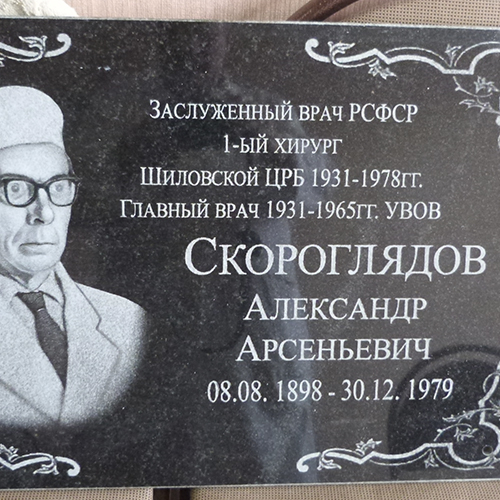 Заслуженный врач РСФСР
1-ый хирург
Шиловской ЦРБ 1931-1978гг.
Главный врач 1931-1965гг. УВОВ
Скороглядов
Александр
Арсеньевич
08.08. 1898 - 30.12. 1979